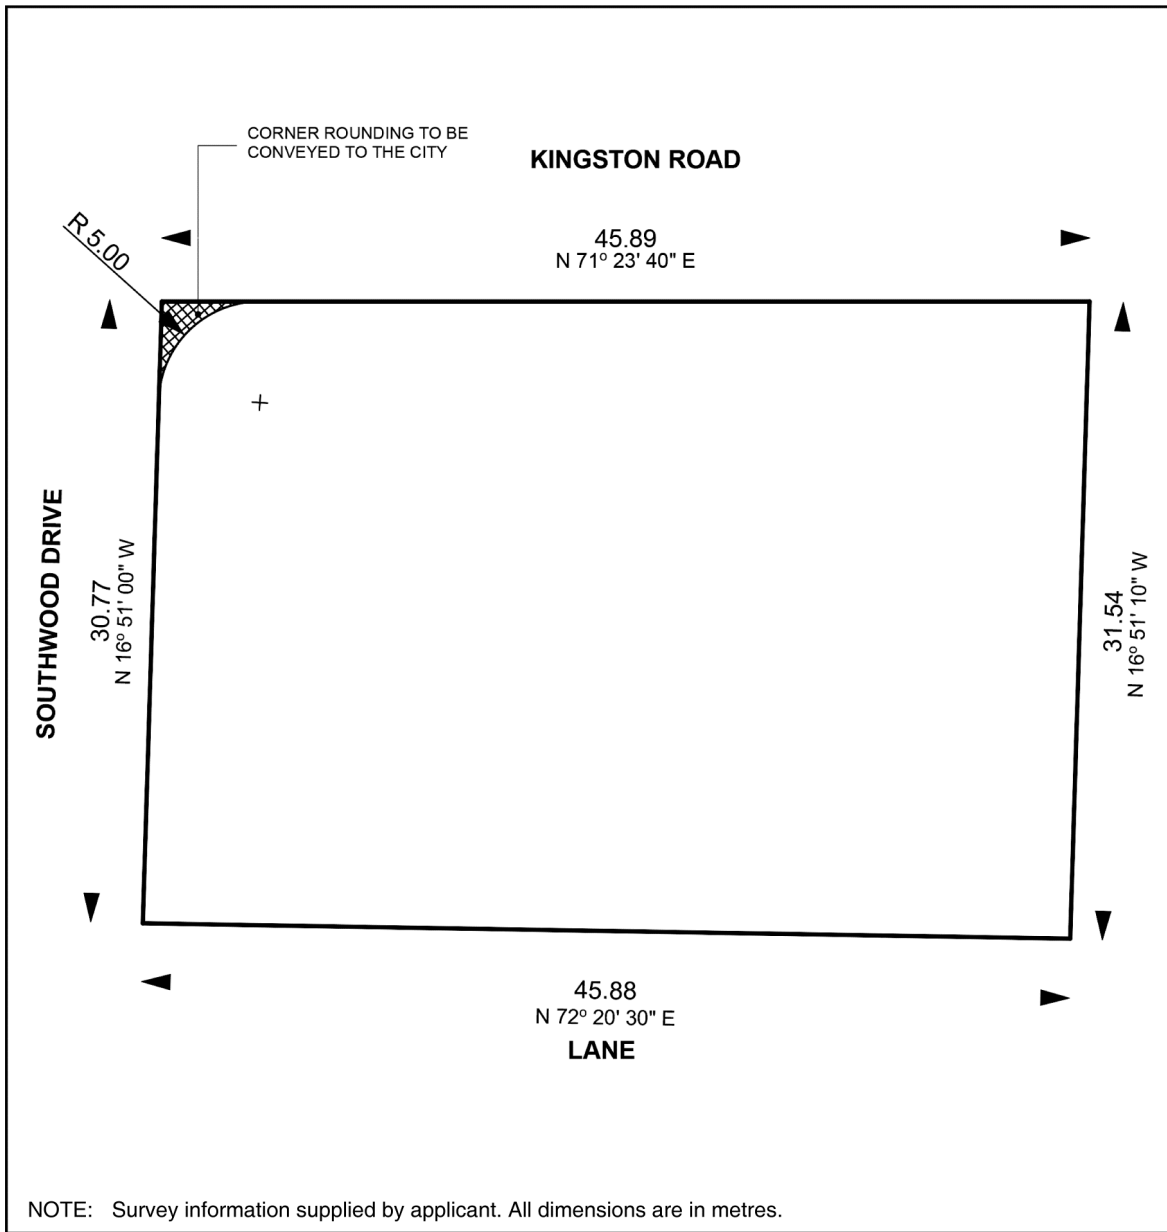 CORNER ROUNDING TO BE
CONVEYED TO THE CITY
KINGSTON ROAD
R 5.00
45.89
N 71º 23' 40" E
SOUTHWOOD DRIVE
30.77
N 16º 51' 00" W
31.54
N 16º 51' 10" W
45.88
N 72º 20' 30" E
LANE
NOTE: Survey information supplied by applicant. All dimensions are in metres.